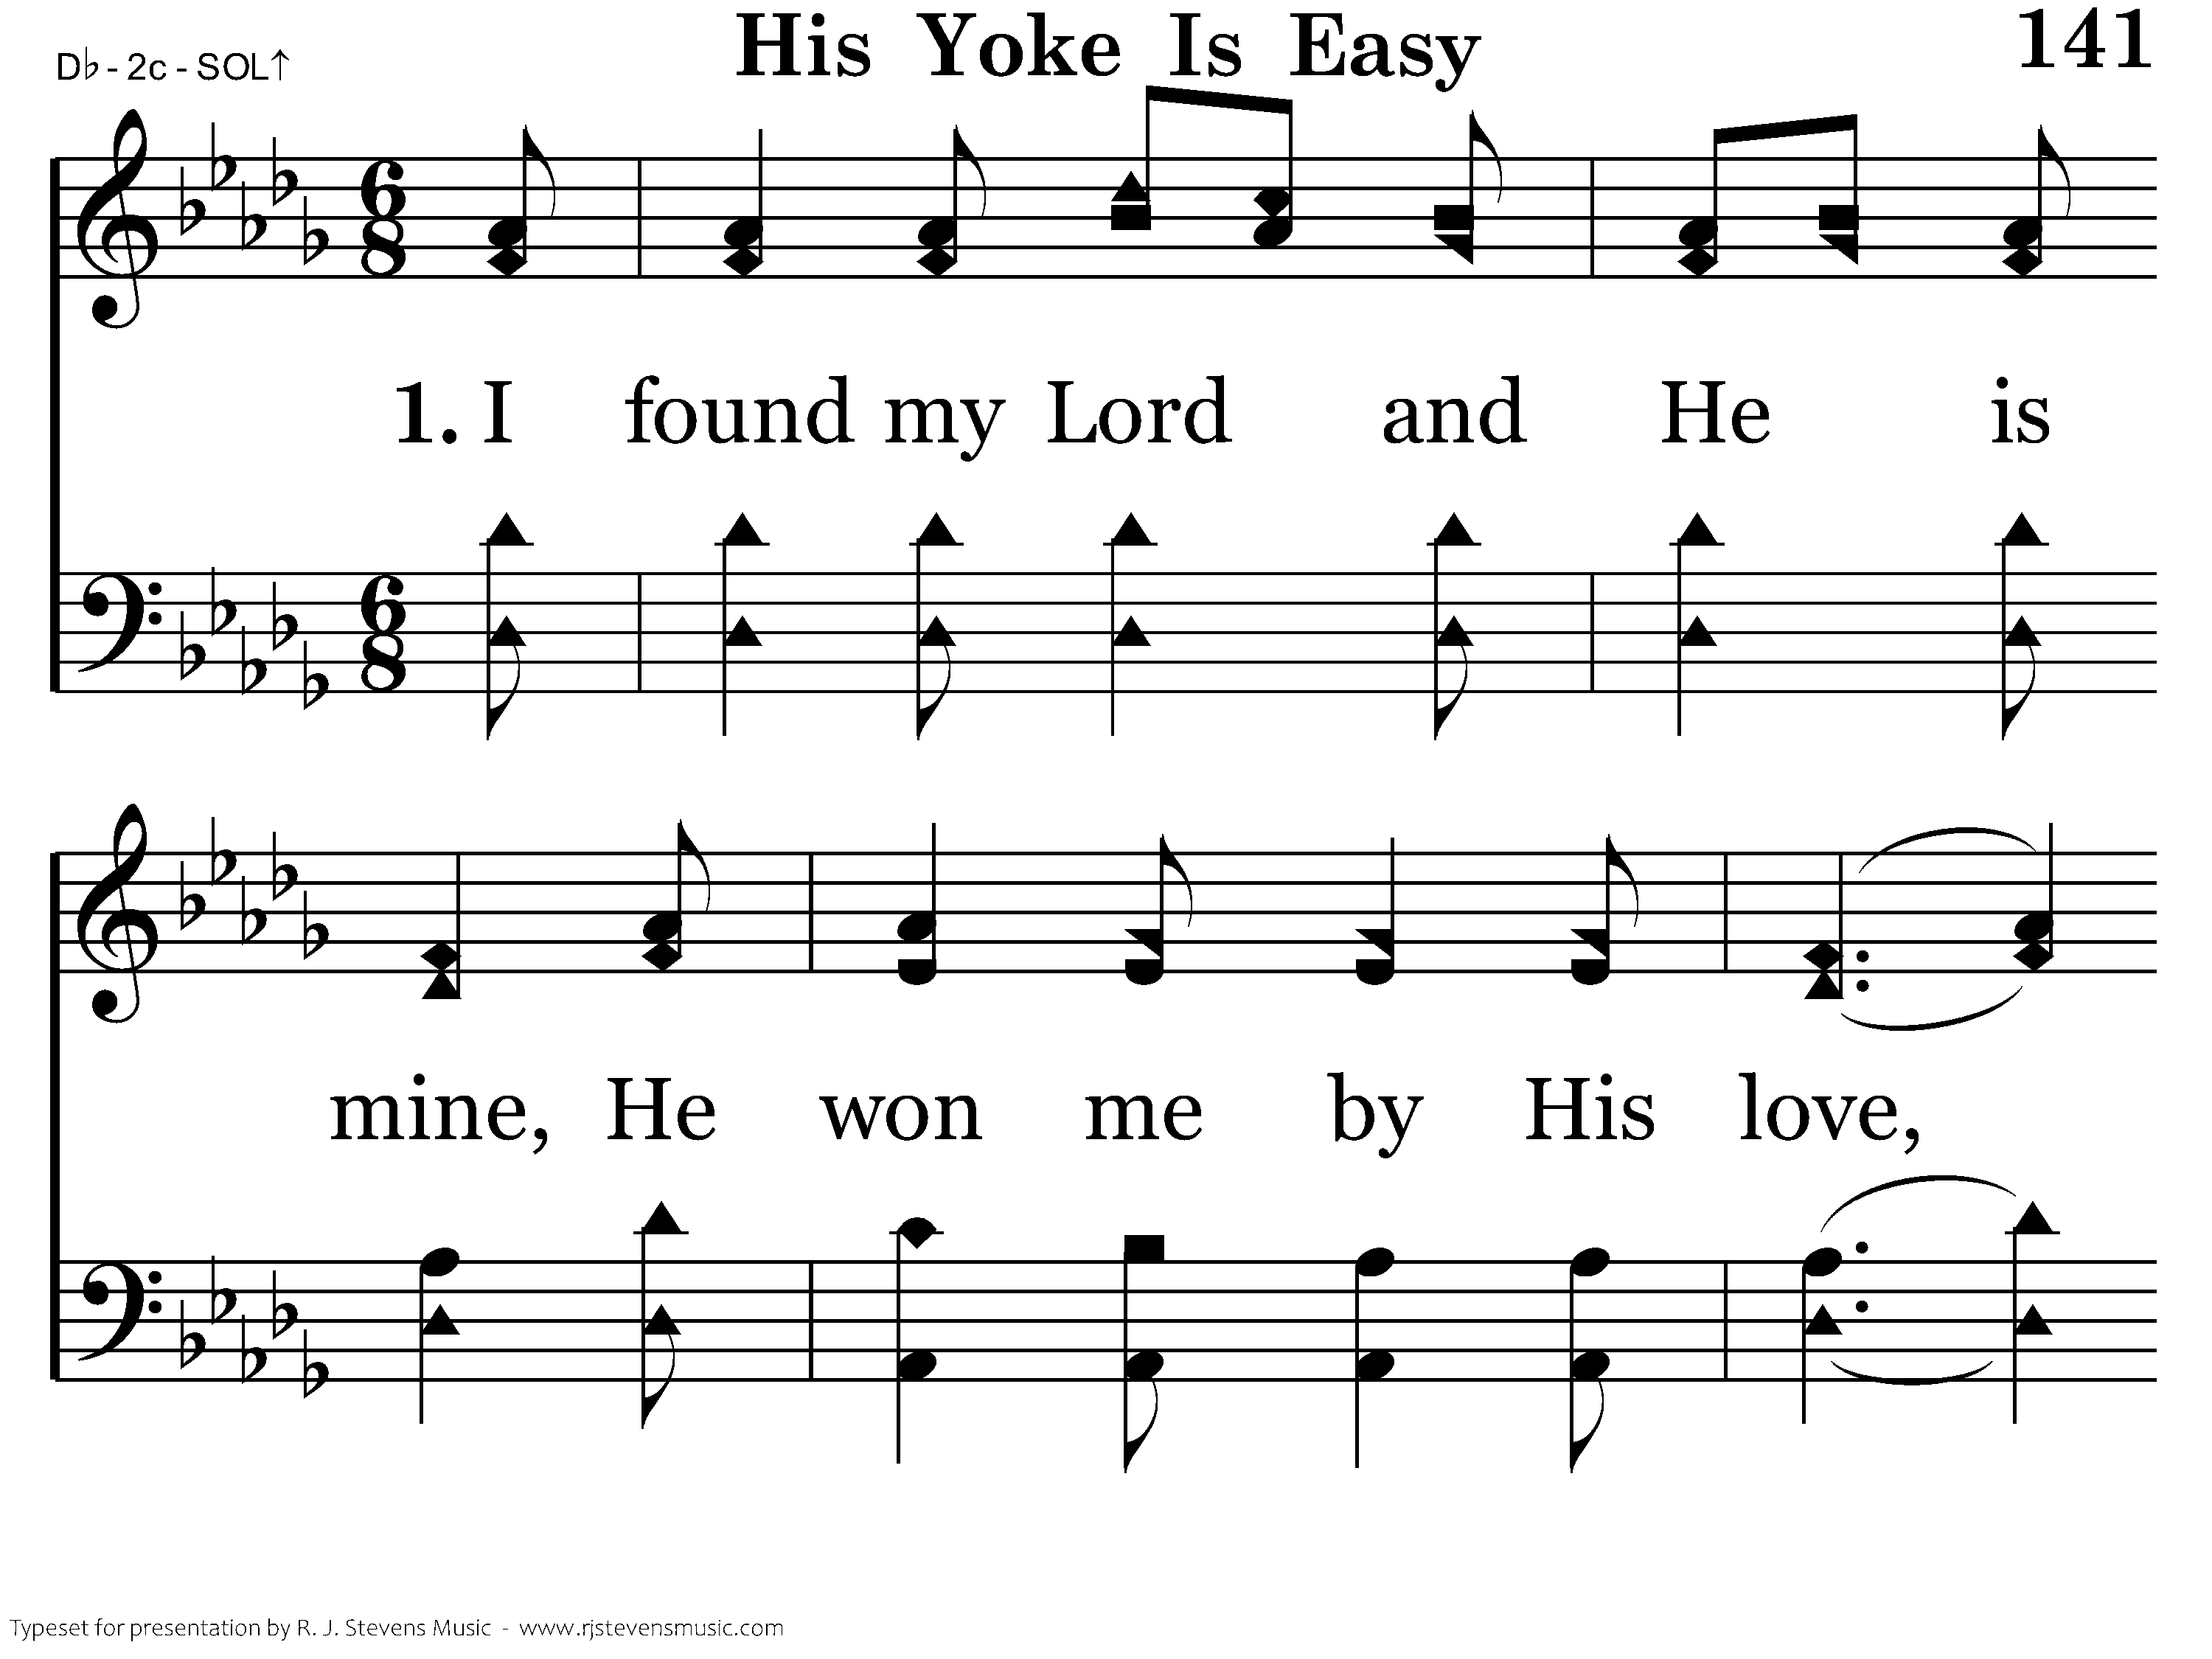 His Yoke Is Easy 141
D♭ - 2c - SOL↑
1. I found my Lord and He is
mine, He won me by His love,
Typeset for presentation by R. J. Stevens Music - www.rjstevensmusic.com